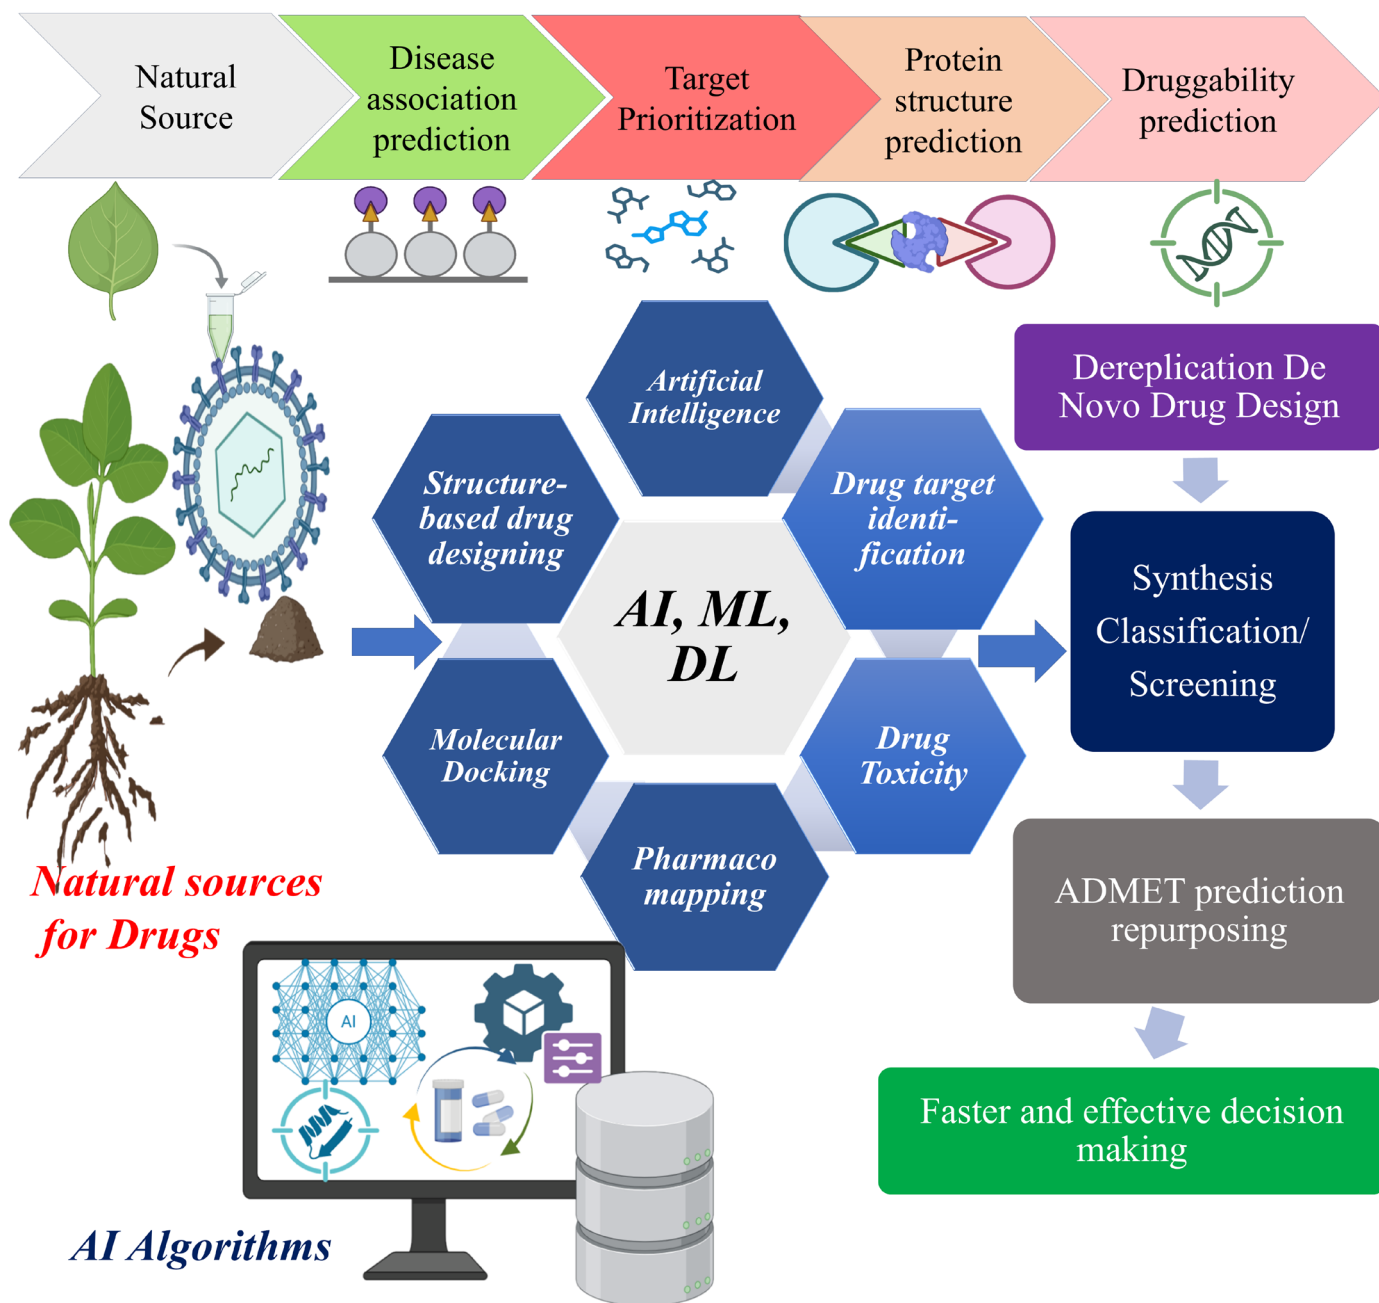 Natural
Source
Disease
association
prediction
Target
Prioritization
Protein
structure
prediction
Druggability
prediction
Artificial
Intelligence
Structure-
based drug
designing
Drug target
identi-
fication
AI, ML,
DL
Molecular
Docking
Drug
Toxicity
Pharmaco
mapping
Dereplication De
Novo Drug Design
Synthesis
Classification/
Screening
ADMET prediction
repurposing
Faster and effective decision
making
Natural sources
for Drugs
AI
AI Algorithms